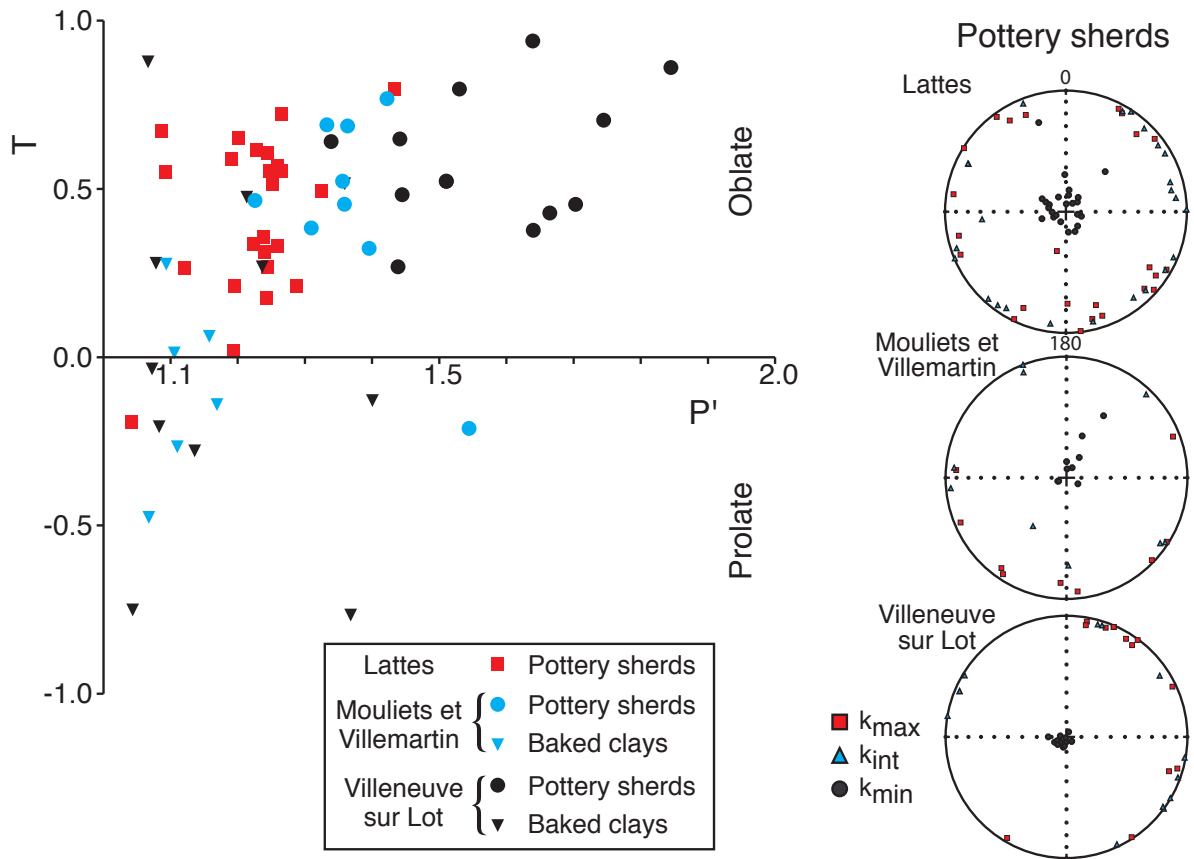 1.0
T
0.5
0.0
-0.5
-1.0
1.1
1.5
2.0
P'
Oblate
Prolate
Lattes
Pottery sherds
Mouliets et
Villemartin
Pottery sherds
Baked clays
Villeneuve
sur Lot
Pottery sherds
Baked clays
Pottery sherds
Lattes
0
180
Mouliets et
Villemartin
Villeneuve
sur Lot
kmax
kint
kmin